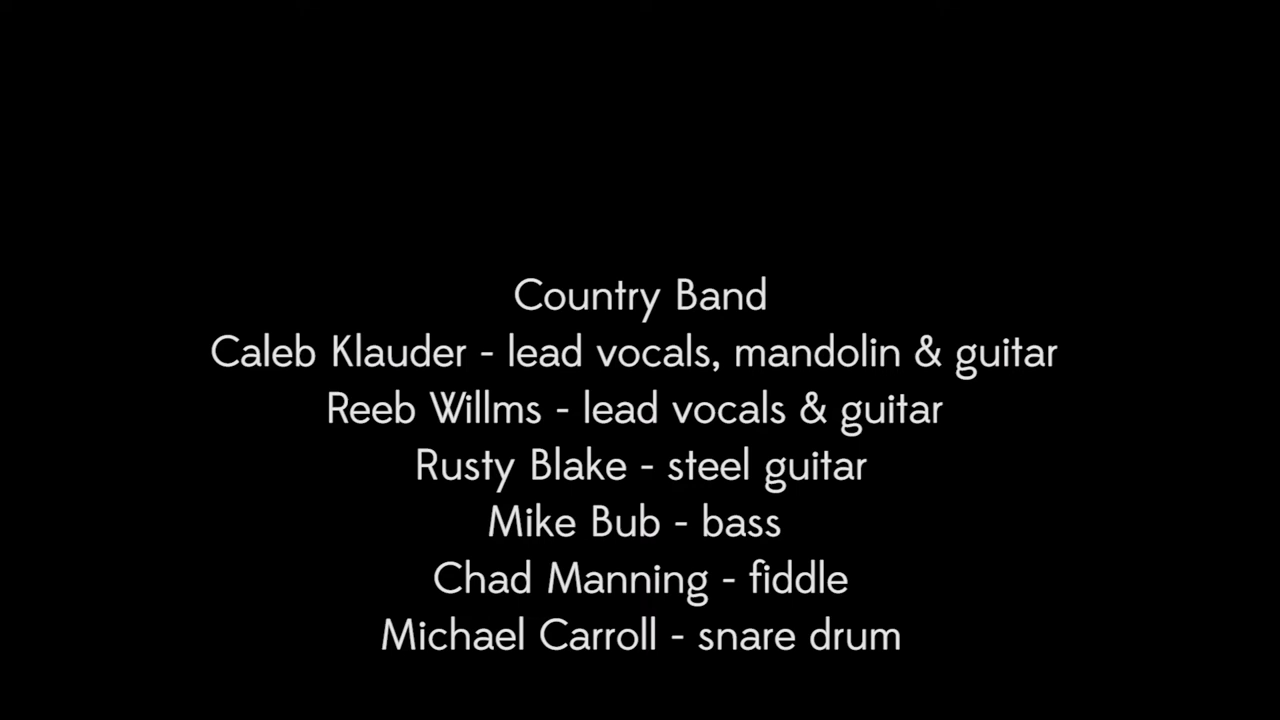 Country Band
Caleb Klauder - lead vocals, mandolin & guitar
Reeb Willms - lead vocals & guitar
Rusty Blake - steel guitar
Mike Bub - bass
Chad Manning - fiddle
Michael Carroll - snare drum